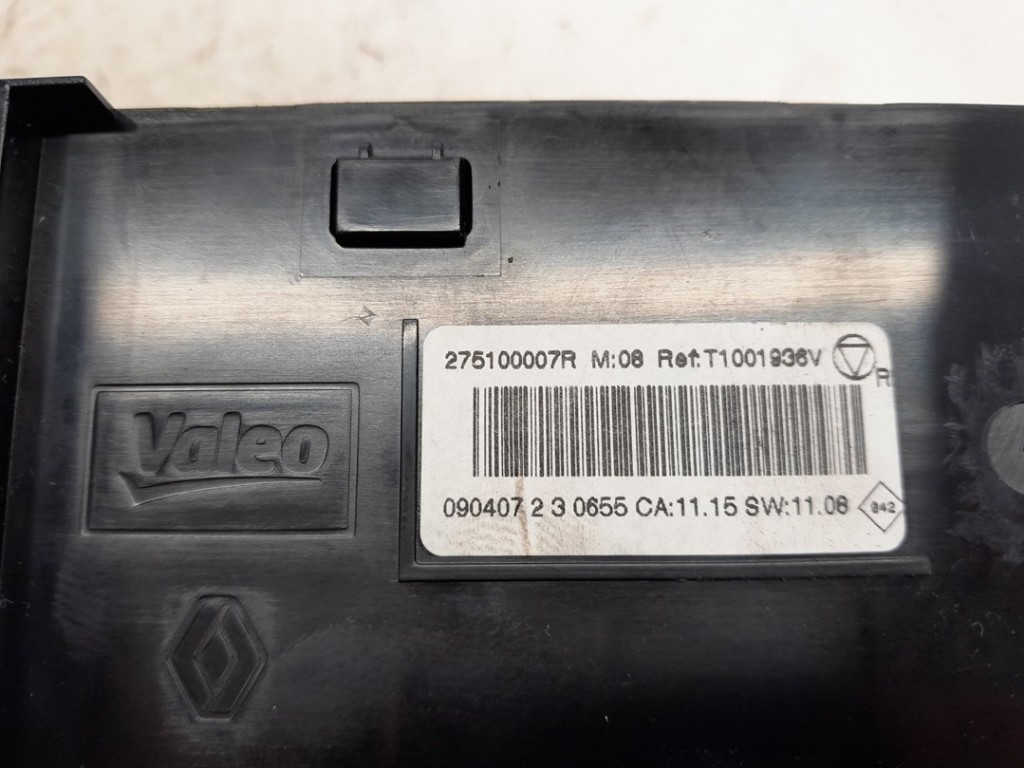 275100007R M:08 Ref:T1001936V
R
Valeo
090407 2 3 0655 CA:11.15 SW:11.08
842